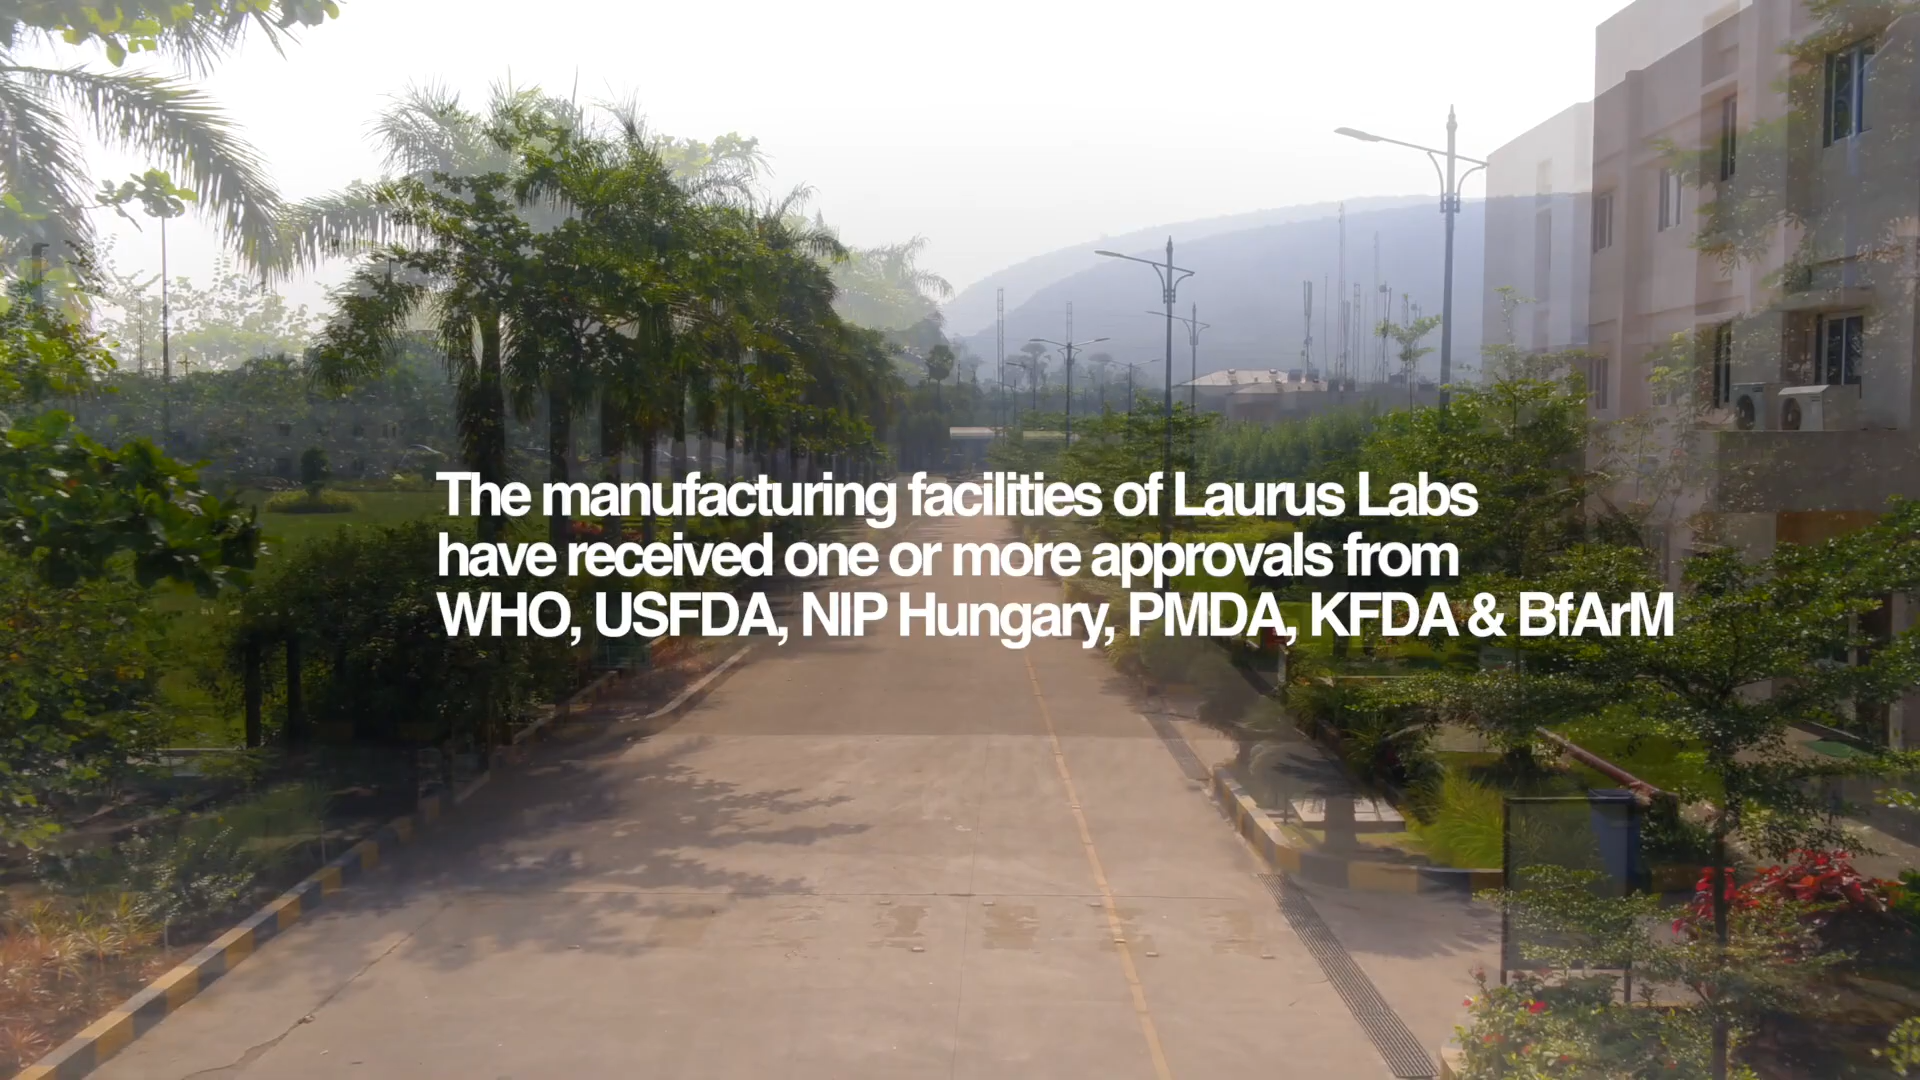 The manufacturing facilities of Laurus Labs
have received one or more approvals from
WHO, USFDA, NIP Hungary, PMDA, KFDA & BfArM